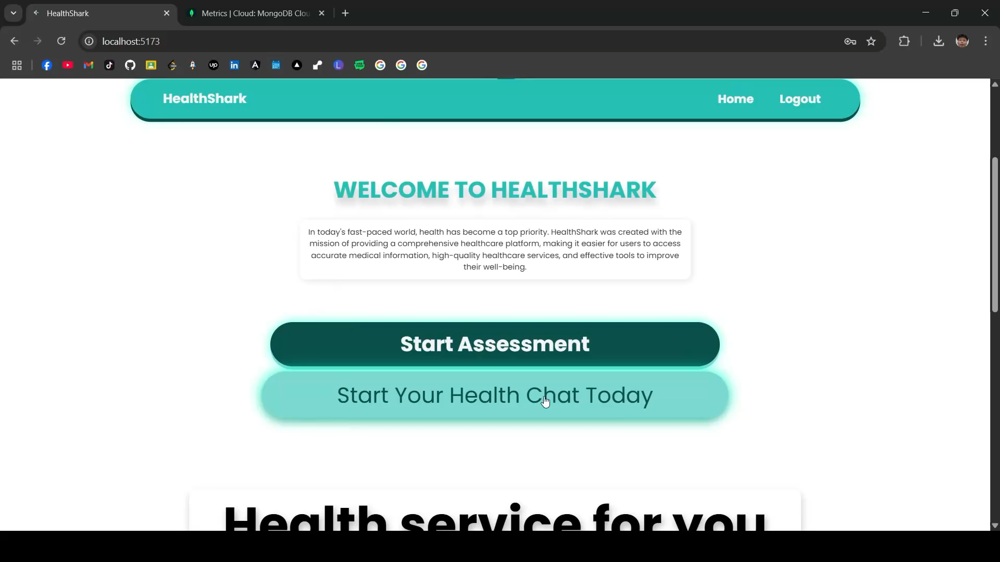 HealthShark
Metrics | Cloud: MongoDB Clou
localhost:5173
HealthShark
Home
Logout
WELCOME TO HEALTHSHARK
In today's fast-paced world, health has become a top priority. HealthShark was created with the
mission of providing a comprehensive healthcare platform, making it easier for users to access
accurate medical information, high-quality healthcare services, and effective tools to improve
their well-being.
Start Assessment
Start Your Health Chat Today
Health service for you